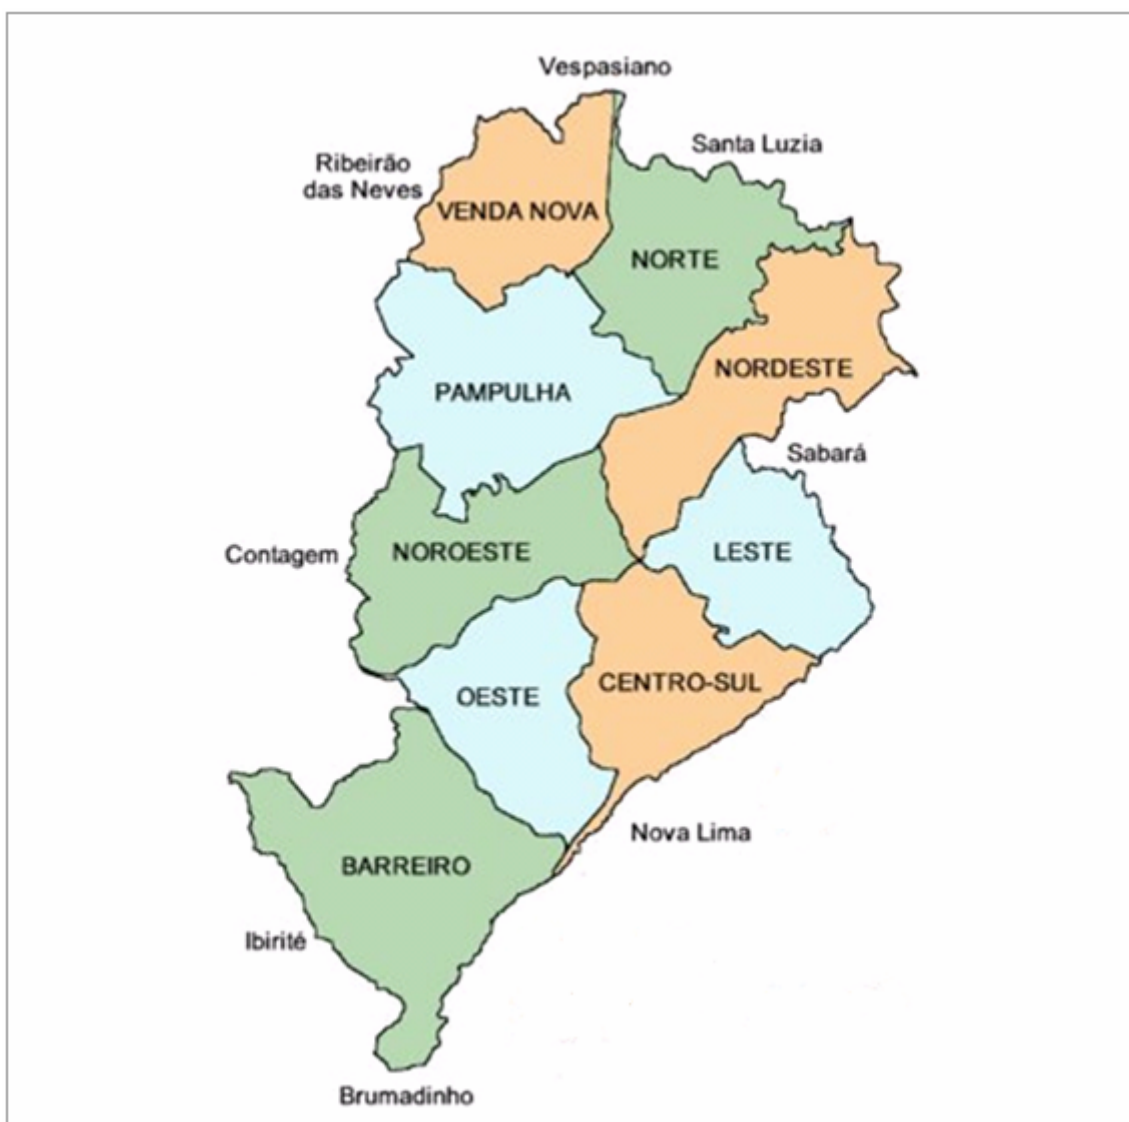 Vespasiano
Santa Luzia
Ribeirão
das Neves
VENDA NOVA
NORTE
NORDESTE
PAMPULHA
Sabará
Contagem
NOROESTE
LESTE
OESTE
CENTRO-SUL
Nova Lima
BARREIRO
Ibirité
Brumadinho